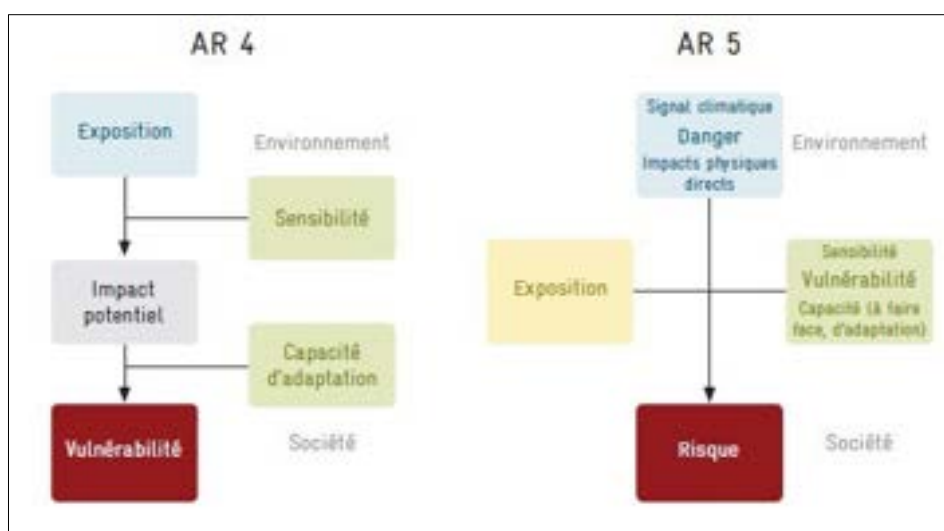 AR 4
Exposition
Environnement
Sensibilité
Impact
potentiel
Capacité
d'adaptation
Vulnérabilité
Société
AR 5
Signal climatique
Danger
Impacts physiques
directs
Environnement
Exposition
Sensibilité
Vulnérabilité
Capacité (à faire
face, d'adaptation)
Risque
Société